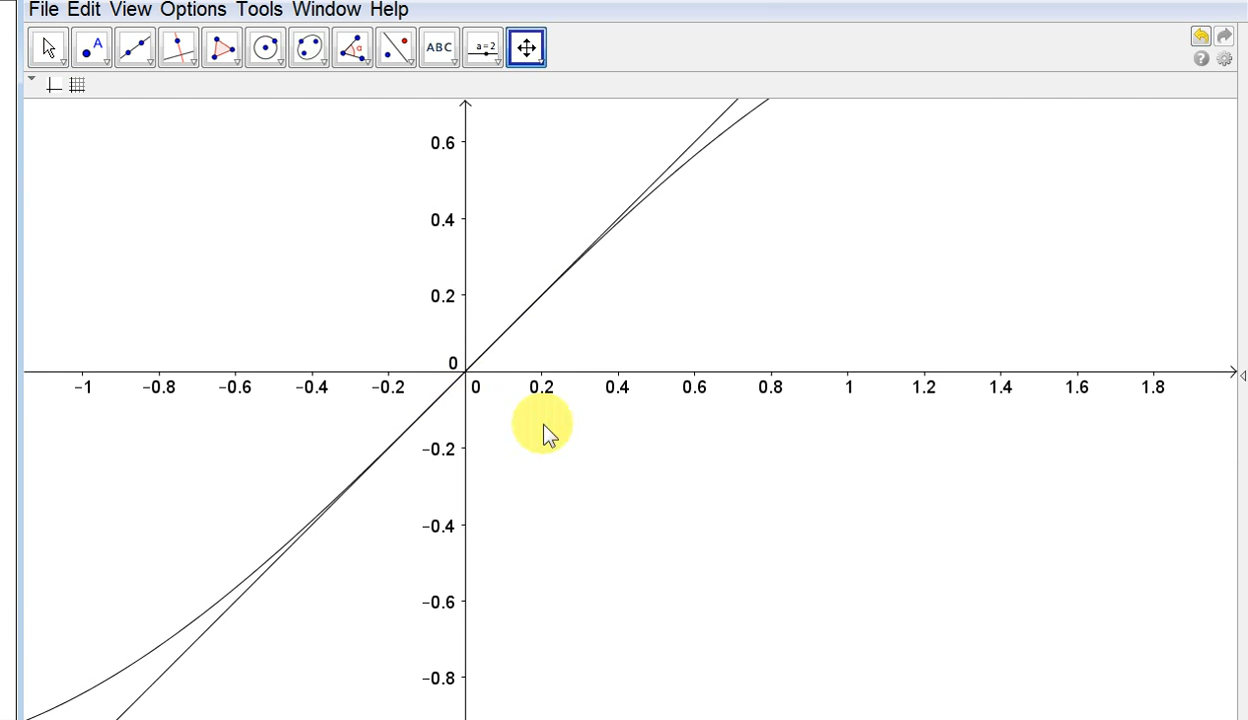 File Edit View Options Tools Window Help
A
α
ABC
a=2
?
0.6
0.4
0.2
0
−1 −0.8 −0.6 −0.4 −0.2 0 0.2 0.4 0.6 0.8 1 1.2 1.4 1.6 1.8
−0.2
−0.4
−0.6
−0.8